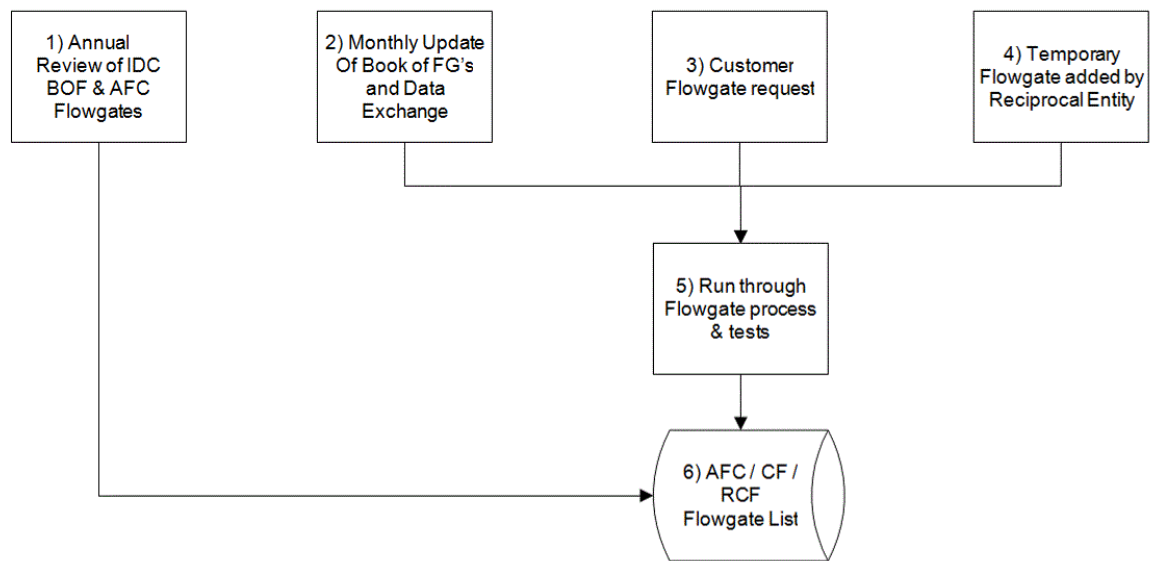 1) Annual
Review of IDC
BOF & AFC
Flowgates
2) Monthly Update
Of Book of FG's
and Data
Exchange
3) Customer
Flowgate request
4) Temporary
Flowgate added by
Reciprocal Entity
5) Run through
Flowgate process
& tests
6) AFC / CF /
RCF
Flowgate List